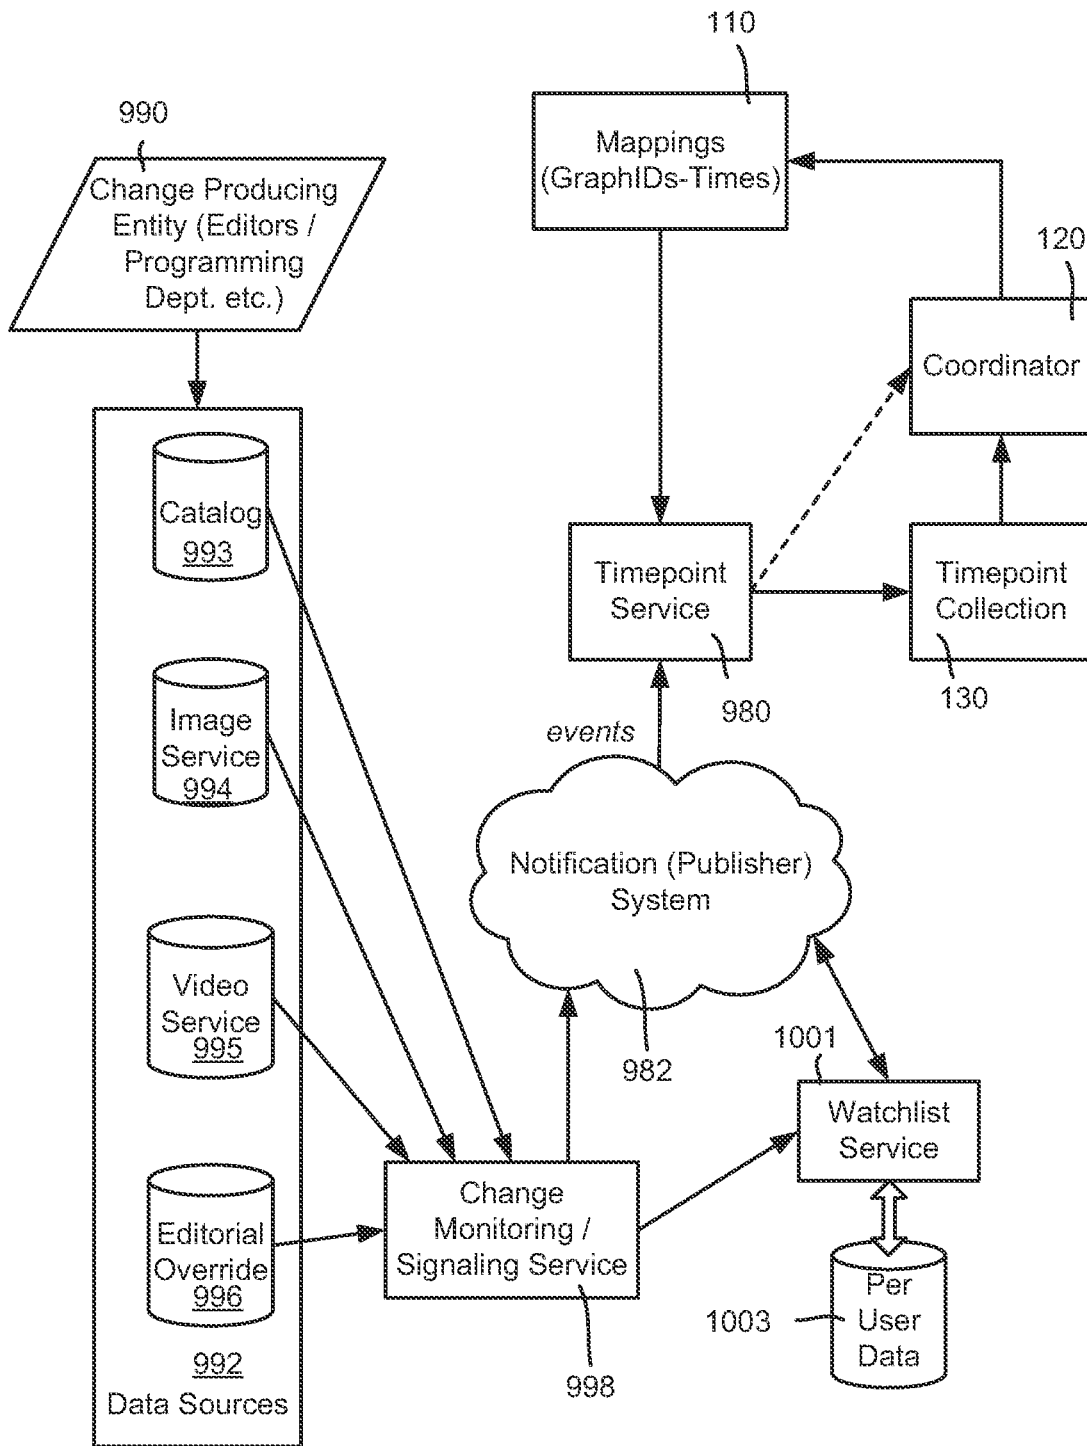 110
990
Mappings
(GraphIDs-Times)
Change Producing
Entity (Editors /
Programming
Dept. etc.)
120
Coordinator
Catalog
993
Timepoint
Service
Timepoint
Collection
980
130
Image
Service
994
events
Notification (Publisher)
System
Video
Service
995
982
1001
Watchlist
Service
Change
Monitoring /
Signaling Service
Editorial
Override
996
Per
User
Data
1003
998
992
Data Sources